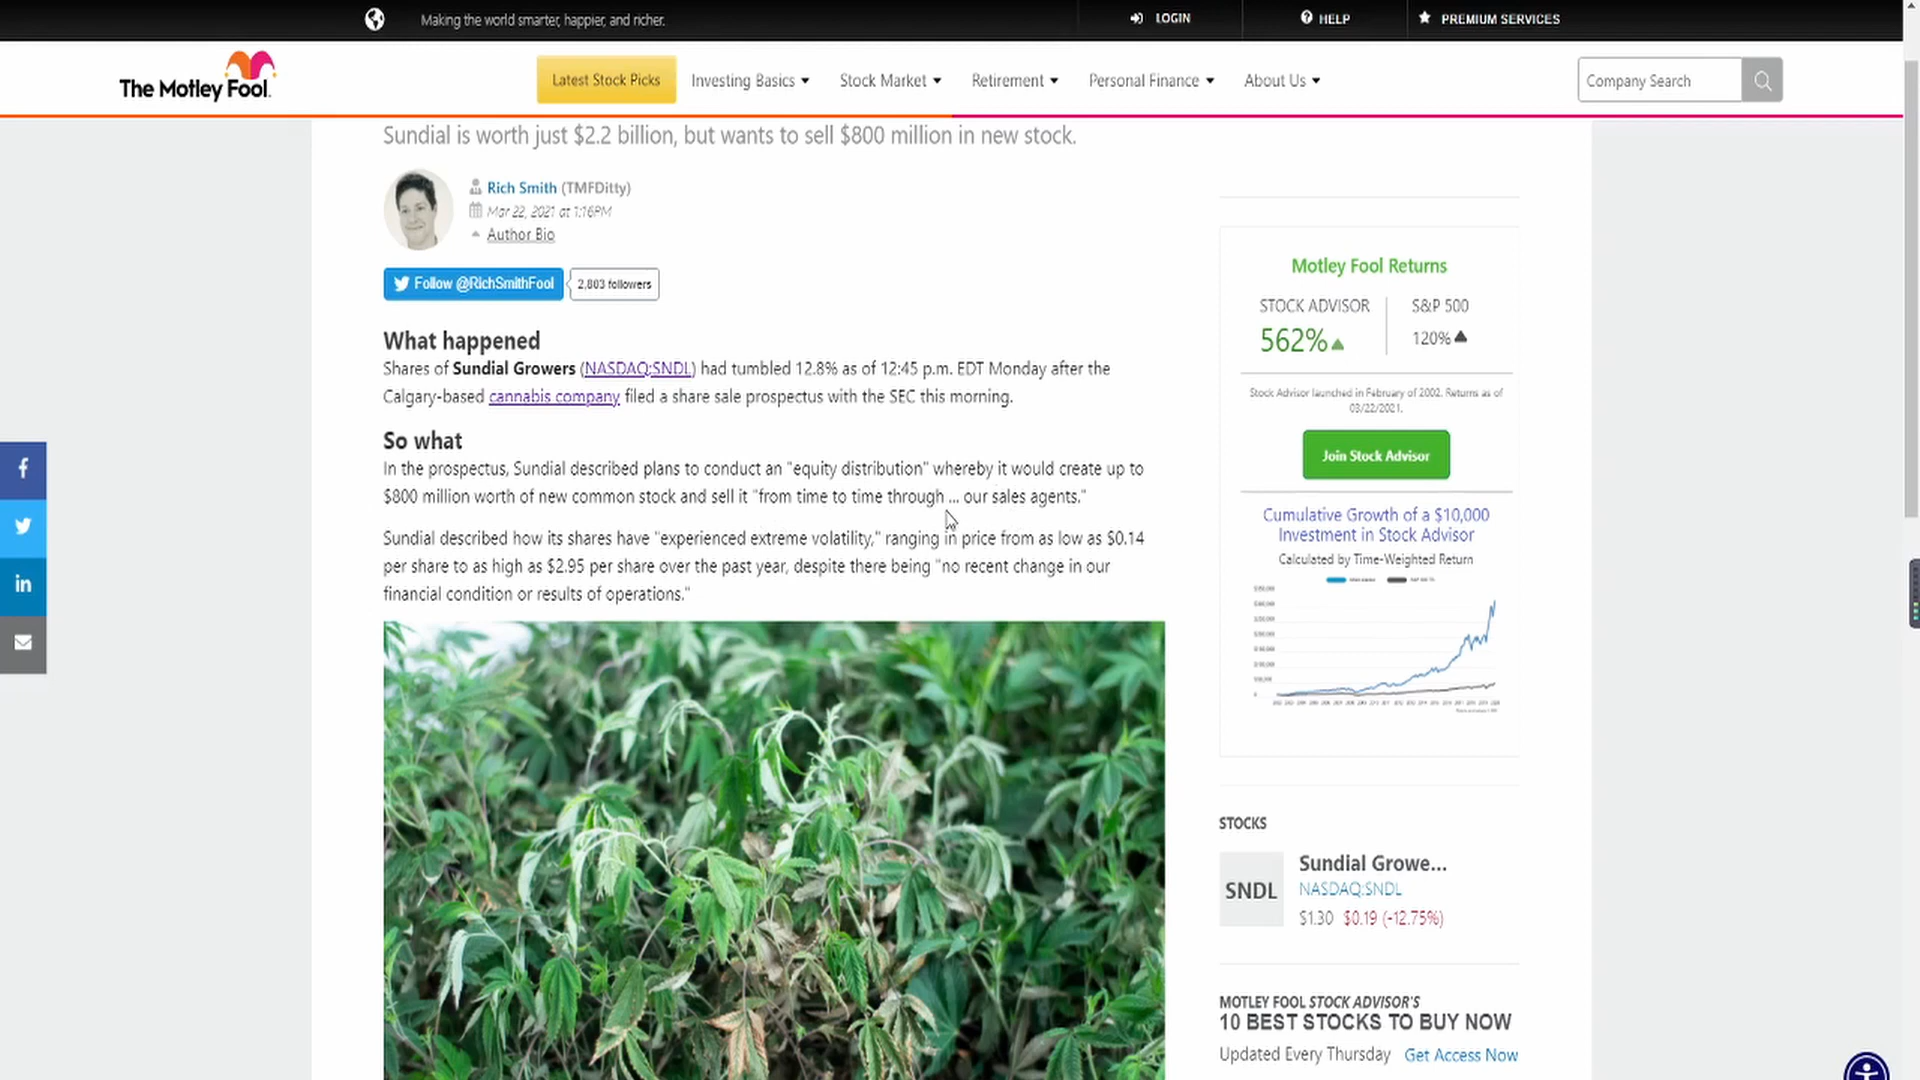 Making the world smarter, happier, and richer.
LOGIN
HELP
PREMIUM SERVICES
The Motley Fool.
Latest Stock Picks
Investing Basics
Stock Market
Retirement
Personal Finance
About Us
Company Search
Sundial is worth just $2.2 billion, but wants to sell $800 million in new stock.
Rich Smith (TMFDitty)
Mar 22, 2021 at 1:16PM
Author Bio
Follow @RichSmithFool
2,803 followers
What happened
Shares of Sundial Growers (NASDAQ:SNDL) had tumbled 12.8% as of 12:45 p.m. EDT Monday after the
Calgary-based cannabis company filed a share sale prospectus with the SEC this morning.
So what
In the prospectus, Sundial described plans to conduct an "equity distribution" whereby it would create up to
$800 million worth of new common stock and sell it "from time to time through ... our sales agents."
Sundial described how its shares have "experienced extreme volatility," ranging in price from as low as $0.14
per share to as high as $2.95 per share over the past year, despite there being "no recent change in our
financial condition or results of operations."
Motley Fool Returns
STOCK ADVISOR
S&P 500
562%
120%
Stock Advisor launched in February of 2002. Returns as of
03/22/2021.
Join Stock Advisor
Cumulative Growth of a $10,000
Investment in Stock Advisor
Calculated by Time-Weighted Return
STOCKS
SNDL
Sundial Growe...
NASDAQ:SNDL
$1.30 $0.19 (-12.75%)
MOTLEY FOOL STOCK ADVISOR'S
10 BEST STOCKS TO BUY NOW
Updated Every Thursday Get Access Now